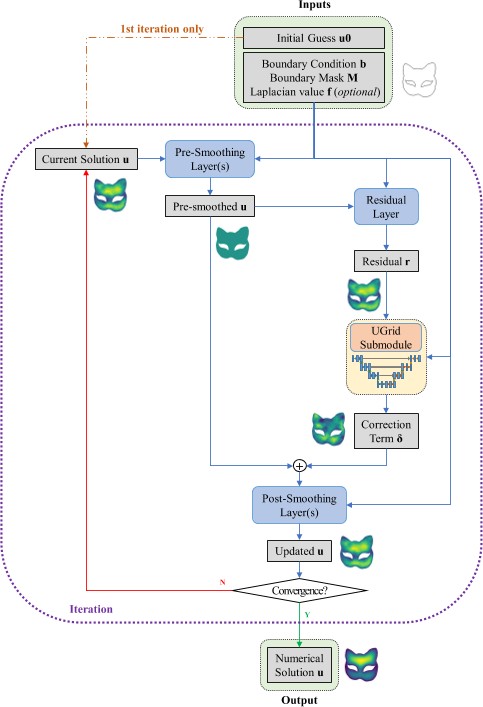 Inputs
1st iteration only
Initial Guess u0
Boundary Condition b
Boundary Mask M
Laplacian value f (optional)
Current Solution u
Pre-Smoothing
Layer(s)
Pre-smoothed u
Residual
Layer
Residual r
UGrid
Submodule
Correction
Term δ
Post-Smoothing
Layer(s)
Updated u
N
Convergence?
Y
Iteration
Numerical
Solution u
Output